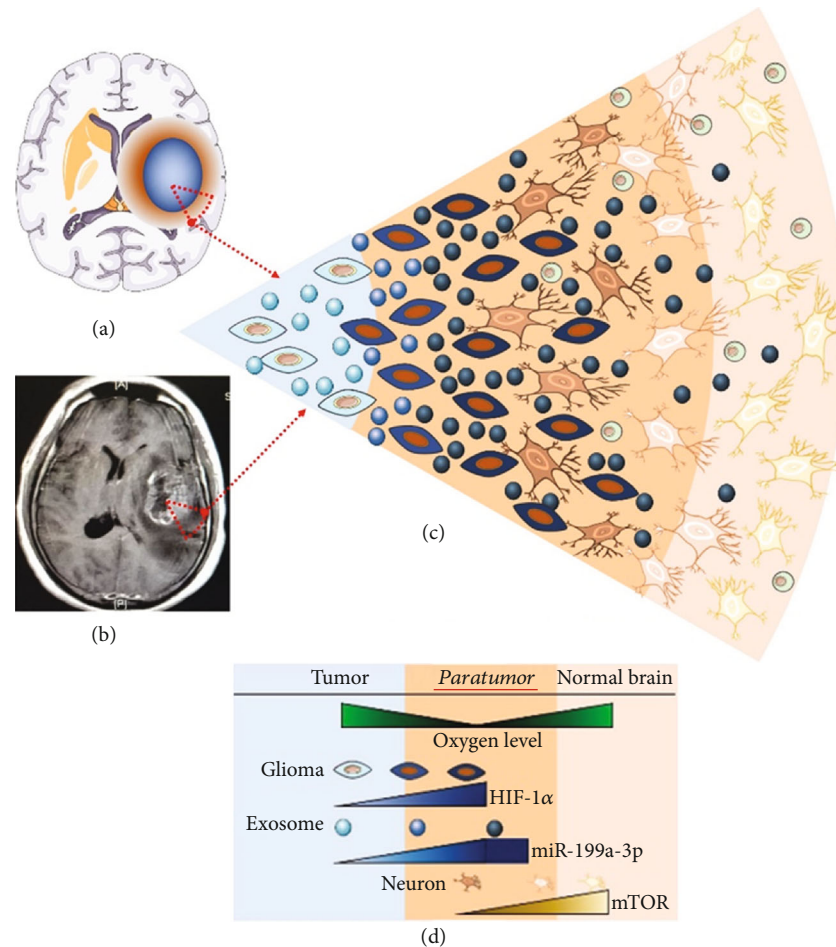 (a)
[A]
S
[P]
(b)
(c)
Tumor Paratumor Normal brain
Oxygen level
Glioma
HIF-1α
Exosome
miR-199a-3p
Neuron
mTOR
(d)